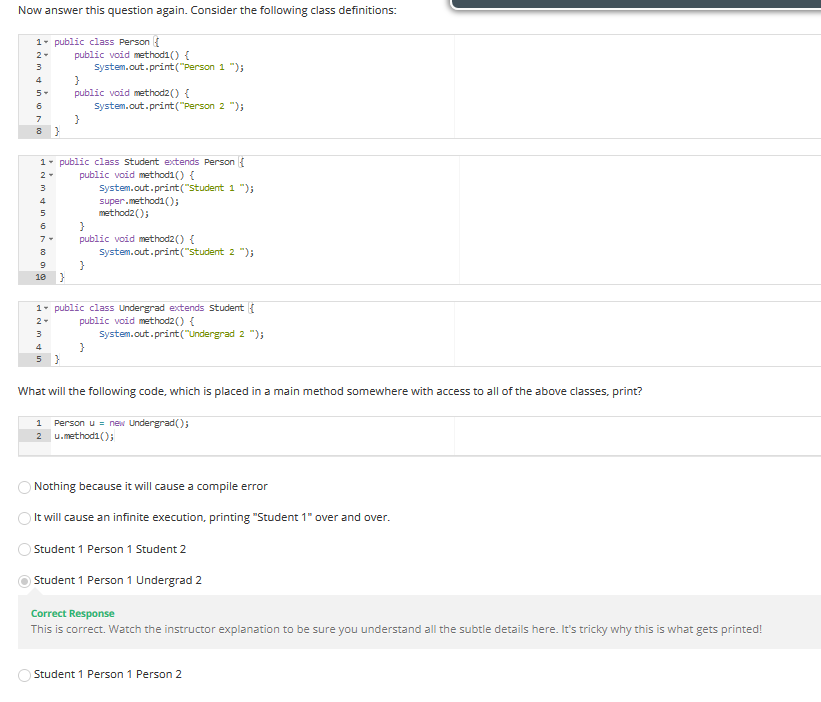 Now answer this question again. Consider the following class definitions:
1 public class Person {
2 public void method1() {
3 System.out.print("Person 1 ");
4 }
5 public void method2() {
6 System.out.print("Person 2 ");
7 }
8 }
1 public class Student extends Person {
2 public void method1() {
3 System.out.print("Student 1 ");
4 super.method1();
5 method2();
6 }
7 public void method2() {
8 System.out.print("Student 2 ");
9 }
10 }
1 public class Undergrad extends Student {
2 public void method2() {
3 System.out.print("Undergrad 2 ");
4 }
5 }
What will the following code, which is placed in a main method somewhere with access to all of the above classes, print?
1 Person u = new Undergrad();
2 u.method1();
Nothing because it will cause a compile error
It will cause an infinite execution, printing "Student 1" over and over.
Student 1 Person 1 Student 2
Student 1 Person 1 Undergrad 2
Correct Response
This is correct. Watch the instructor explanation to be sure you understand all the subtle details here. It's tricky why this is what gets printed!
Student 1 Person 1 Person 2